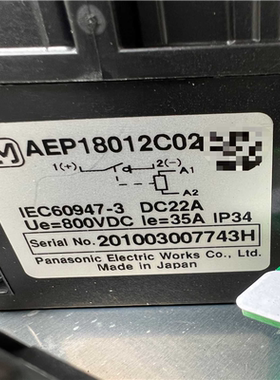 M AEP18012C02
1(+) 2(-) A1
A2
IEC60947-3 DC22A
Ue=800VDC Ie=35A IP34
Serial No. 201003007743H
Panasonic Electric Works Co., Ltd.
Made in Japan